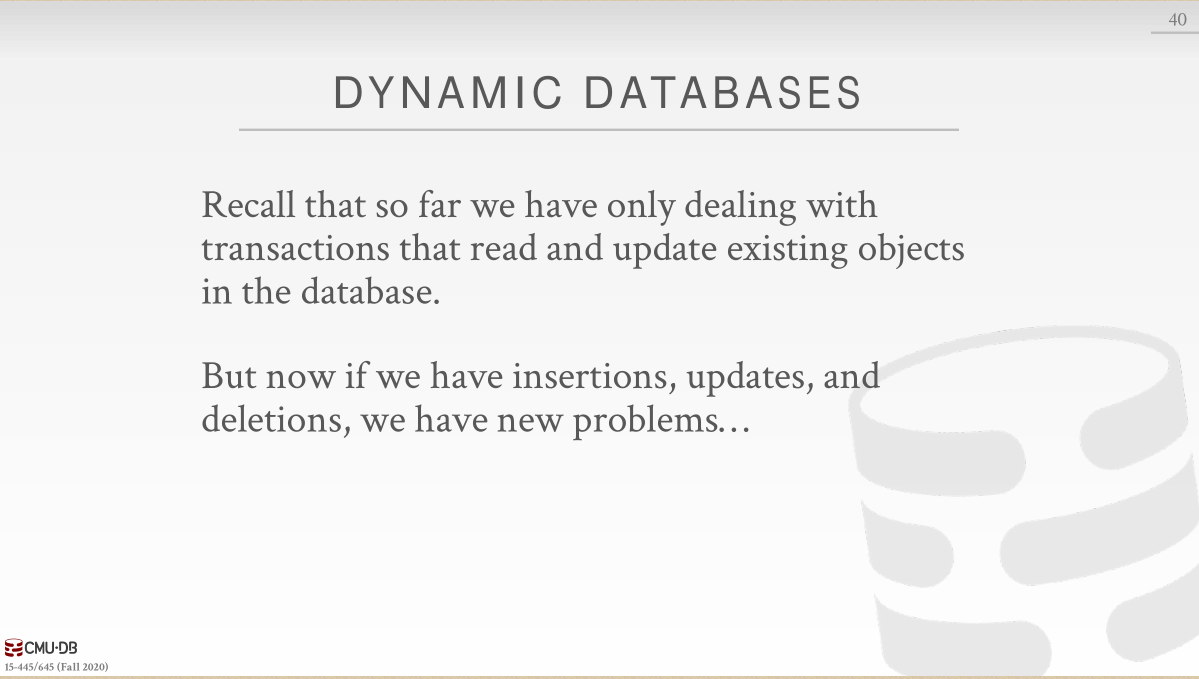 40
DYNAMIC DATABASES
Recall that so far we have only dealing with
transactions that read and update existing objects
in the database.
But now if we have insertions, updates, and
deletions, we have new problems…
CMU·DB
15-445/645 (Fall 2020)